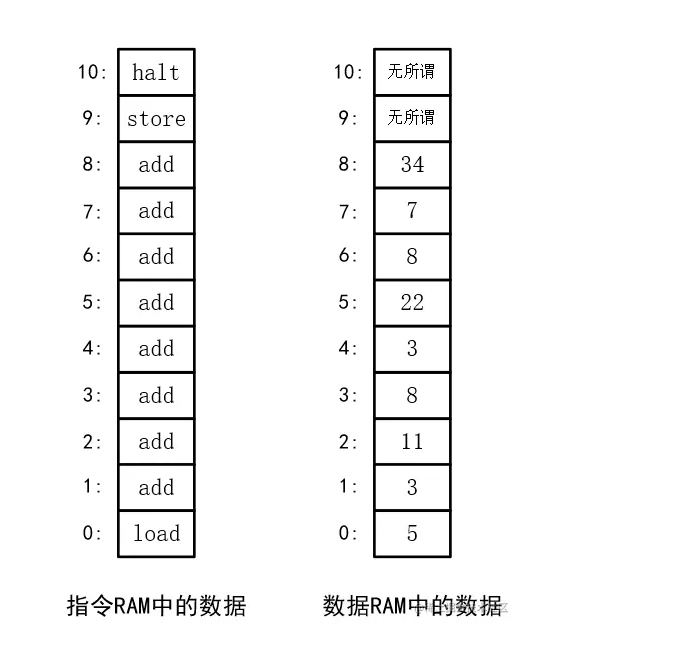 10: halt 10: 无所谓
9: store 9: 无所谓
8: add 8: 34
7: add 7: 7
6: add 6: 8
5: add 5: 22
4: add 4: 3
3: add 3: 8
2: add 2: 11
1: add 1: 3
0: load 0: 5
指令RAM中的数据 数据RAM中的数据